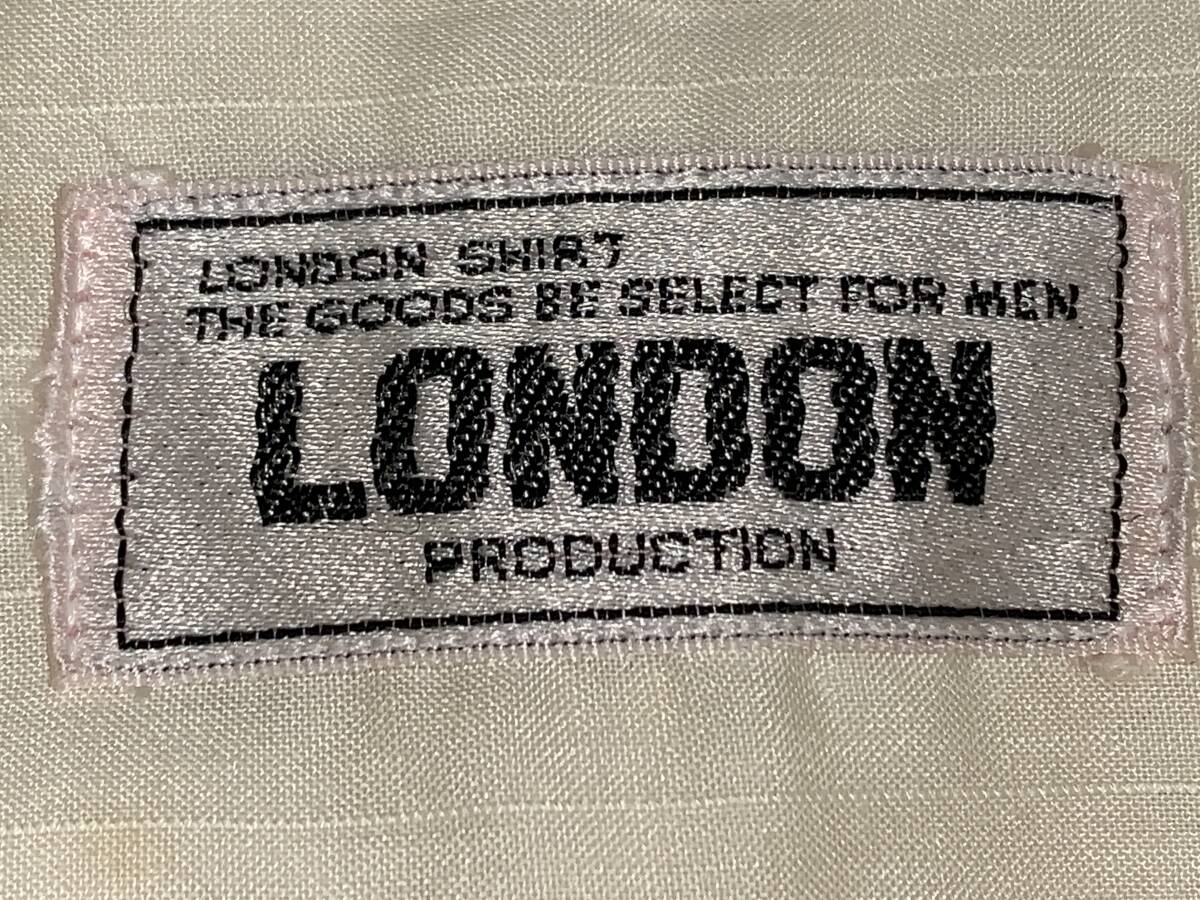 LONDON SHIRT
THE GOODS BE SELECT FOR MEN
LONDON
PRODUCTION